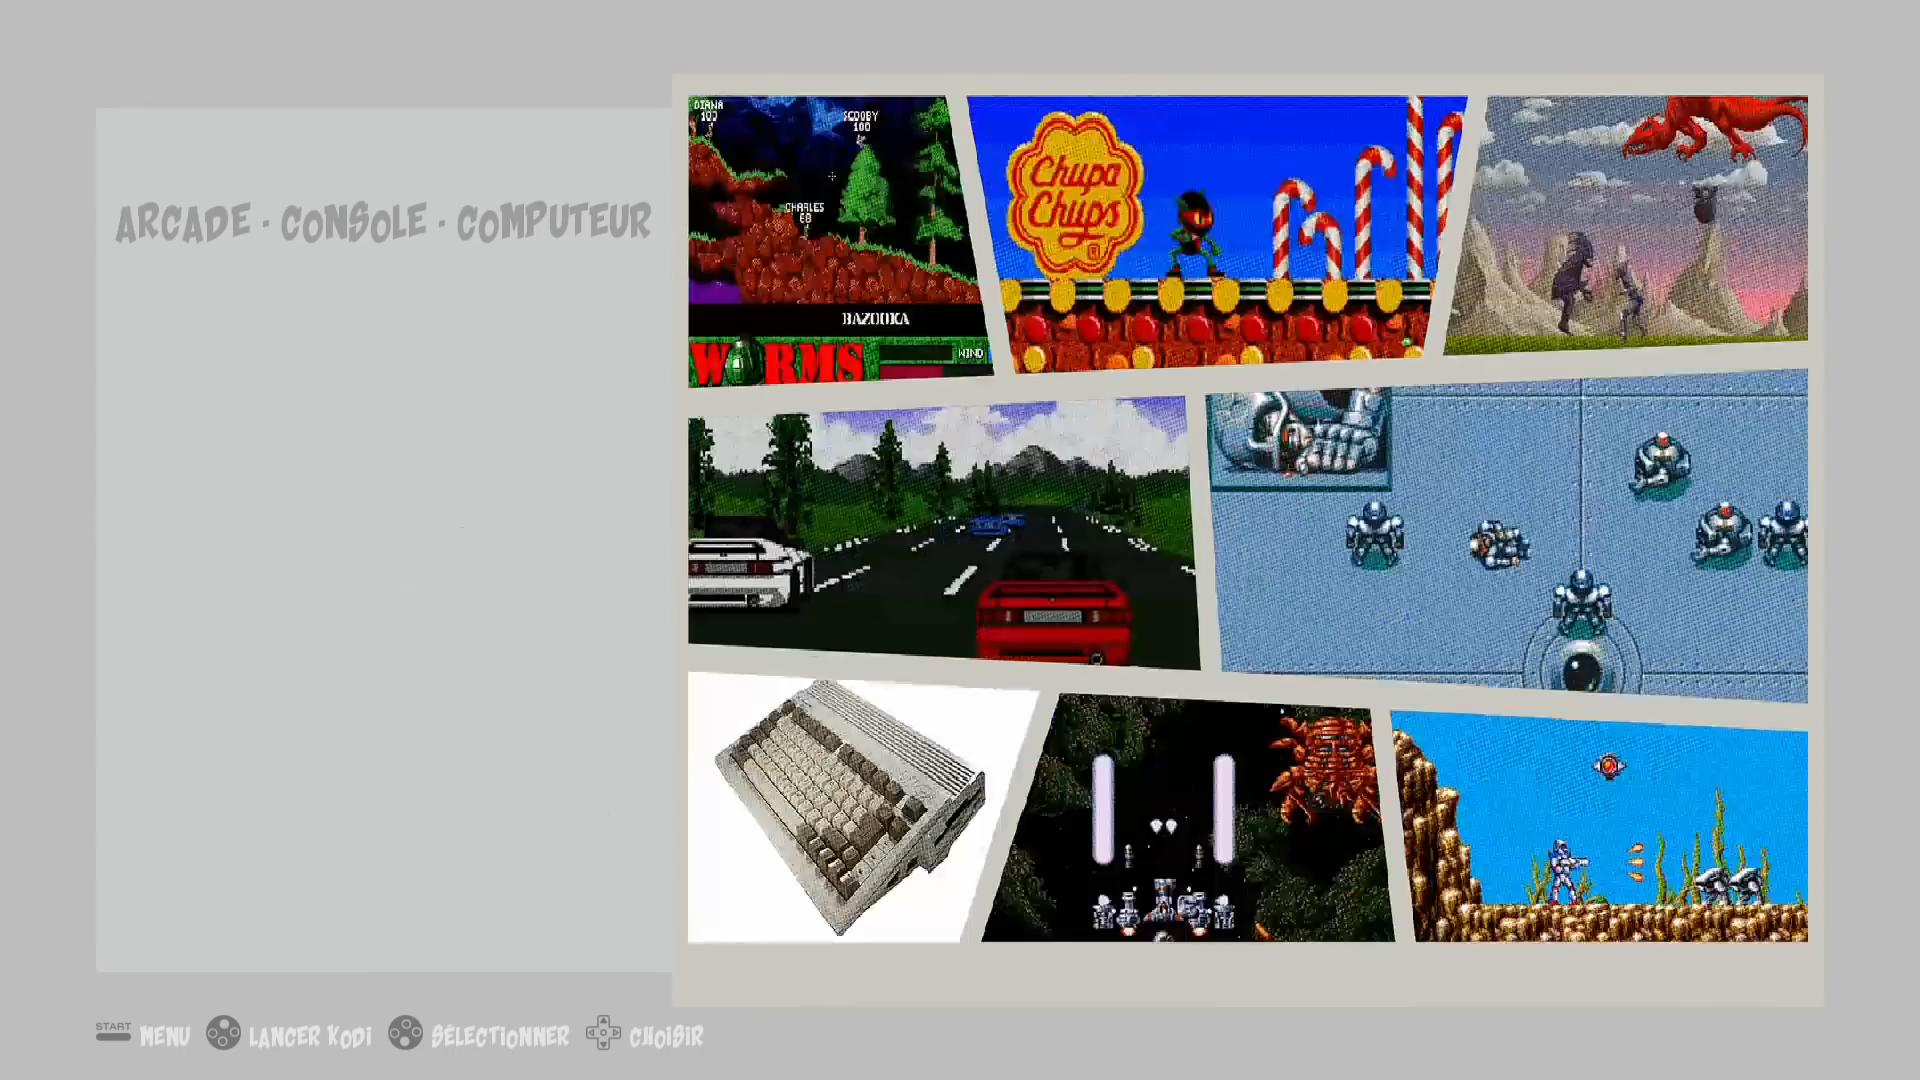 ARCADE · CONSOLE · COMPUTEUR
DIANA
100
SCOOBY
100
CHARLES
68
BAZOOKA
WORMS
WIND
Chupa
Chups
®
START
MENU
LANCER KODI
SÉLECTIONNER
CHOISIR